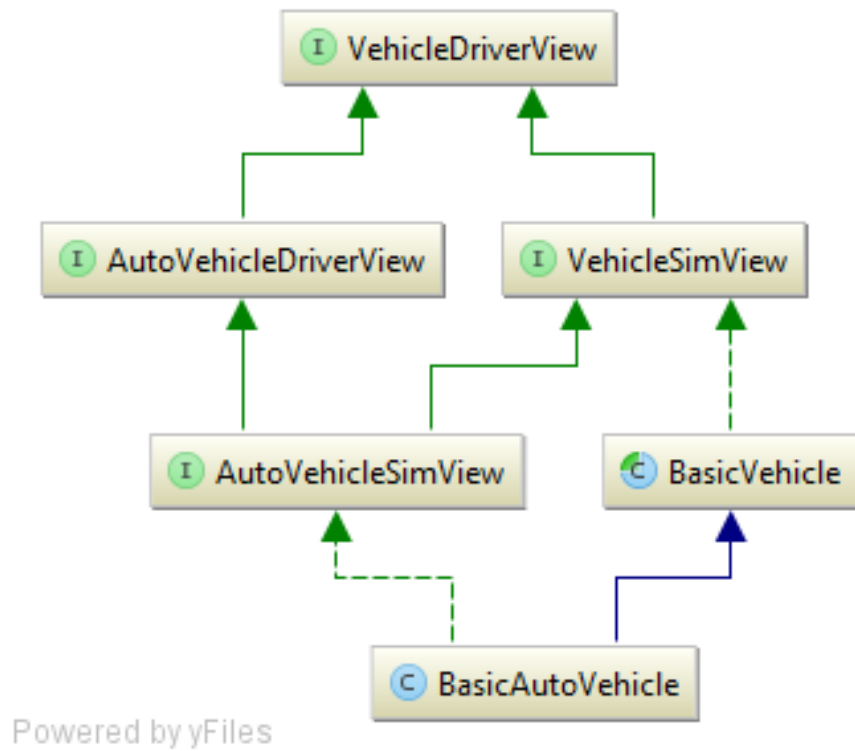 I VehicleDriverView
I AutoVehicleDriverView
I VehicleSimView
I AutoVehicleSimView
C BasicVehicle
C BasicAutoVehicle
Powered by yFiles